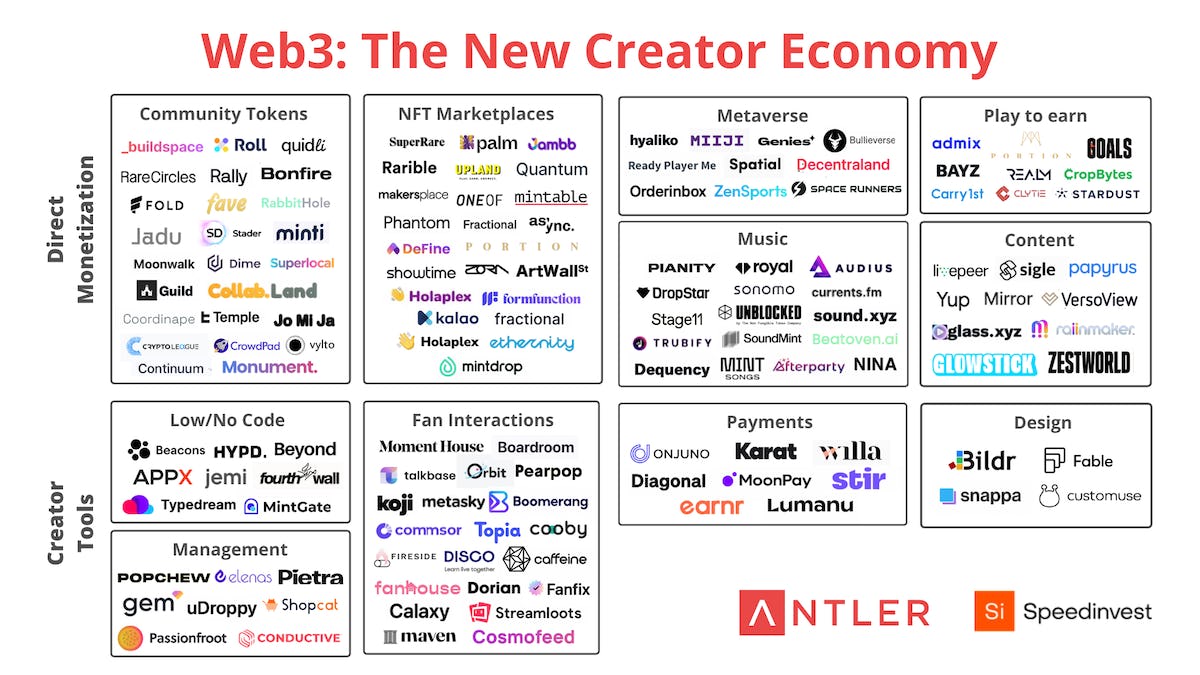 Web3: The New Creator Economy
Direct
Monetization
Community Tokens
_buildspace Roll quidli
RareCircles Rally Bonfire
FOLD fave RabbitHole
Jadu SD Stader minti
Moonwalk Dime Superlocal
Guild Collab.Land
Coordinape Temple Jo Mi Ja
CRYPTOLEAGUE CrowdPad vylto
Continuum Monument.
NFT Marketplaces
SuperRare palm Jambb
Rarible UPLAND Quantum
makersplace ONEOF mintable
Phantom Fractional as'ync.
DeFine PORTION
showtime ZORA ArtWallSt
Holaplex formfunction
kalao fractional
Holaplex ethernity
mintdrop
Metaverse
hyaliko MIIJI Genies Bullieverse
Ready Player Me Spatial Decentraland
Orderinbox ZenSports SPACE RUNNERS
Play to earn
admix PORTION GOALS
BAYZ REALM CropBytes
Carry1st CLYTIE STARDUST
Music
PIANITY royal AUDIUS
DropStar sonomo currents.fm
Stage11 UNBLOCKED sound.xyz
TRUBIFY SoundMint Beatoven.ai
Dequency MINT SONGS Afterparty NINA
Content
livepeer sigle papyrus
Yup Mirror VersoView
glass.xyz raiinmaker.
GLOWSTICK ZESTWORLD
Creator
Tools
Low/No Code
Beacons HYPD. Beyond
APPX jemi fourthwall
Typedream MintGate
Management
POPCHEW elenas Pietra
gem uDroppy Shopcat
Passionfroot CONDUCTIVE
Fan Interactions
Moment House Boardroom
talkbase Orbit Pearpop
koji metasky Boomerang
commsor Topia cooby
FIRESIDE DISCO Learn live together caffeine
fanhouse Dorian Fanfix
Calaxy Streamloots
maven Cosmofeed
Payments
ONJUNO Karat willa
Diagonal MoonPay stir
earnr Lumanu
Design
Bildr Fable
snappa customuse
ANTLER Si Speedinvest